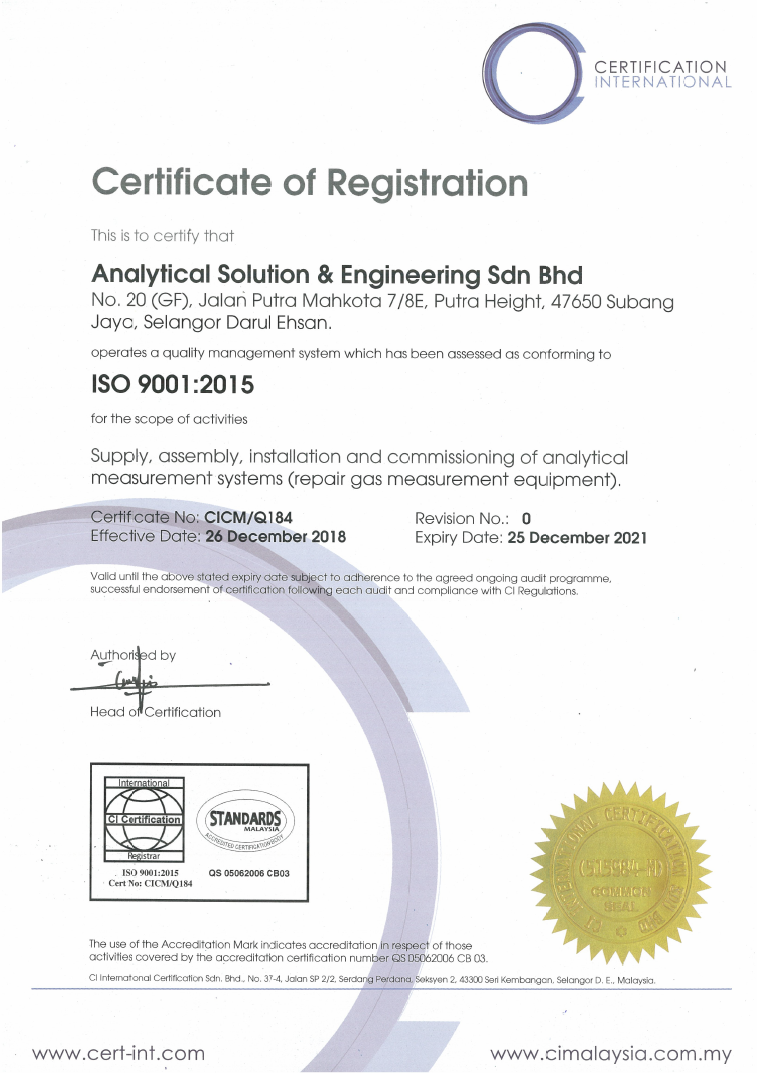 CERTIFICATION
INTERNATIONAL
Certificate of Registration
This is to certify that
Analytical Solution & Engineering Sdn Bhd
No. 20 (GF), Jalan Putra Mahkota 7/8E, Putra Height, 47650 Subang
Jaya, Selangor Darul Ehsan.
operates a quality management system which has been assessed as conforming to
ISO 9001:2015
for the scope of activities
Supply, assembly, installation and commissioning of analytical
measurement systems (repair gas measurement equipment).
Certificate No: CICM/Q184 Revision No.: 0
Effective Date: 26 December 2018 Expiry Date: 25 December 2021
Valid until the above stated expiry date subject to adherence to the agreed ongoing audit programme,
successful endorsement of certification following each audit and compliance with CI Regulations.
Authorised by
Head of Certification
International
CI Certification
Registrar
ISO 9001:2015
Cert No: CICM/Q184
STANDARDS
MALAYSIA
ACCREDITED CERTIFICATION BODY
QS 05062006 CB03
CI INTERNATIONAL CERTIFICATION SDN BHD
(515984-H)
COMMON
SEAL
The use of the Accreditation Mark indicates accreditation in respect of those
activities covered by the accreditation certification number QS 05062006 CB 03.
CI International Certification Sdn. Bhd., No. 37-4, Jalan SP 2/2, Serdang Perdana, Seksyen 2, 43300 Seri Kembangan, Selangor D. E., Malaysia.
www.cert-int.com
www.cimalaysia.com.my